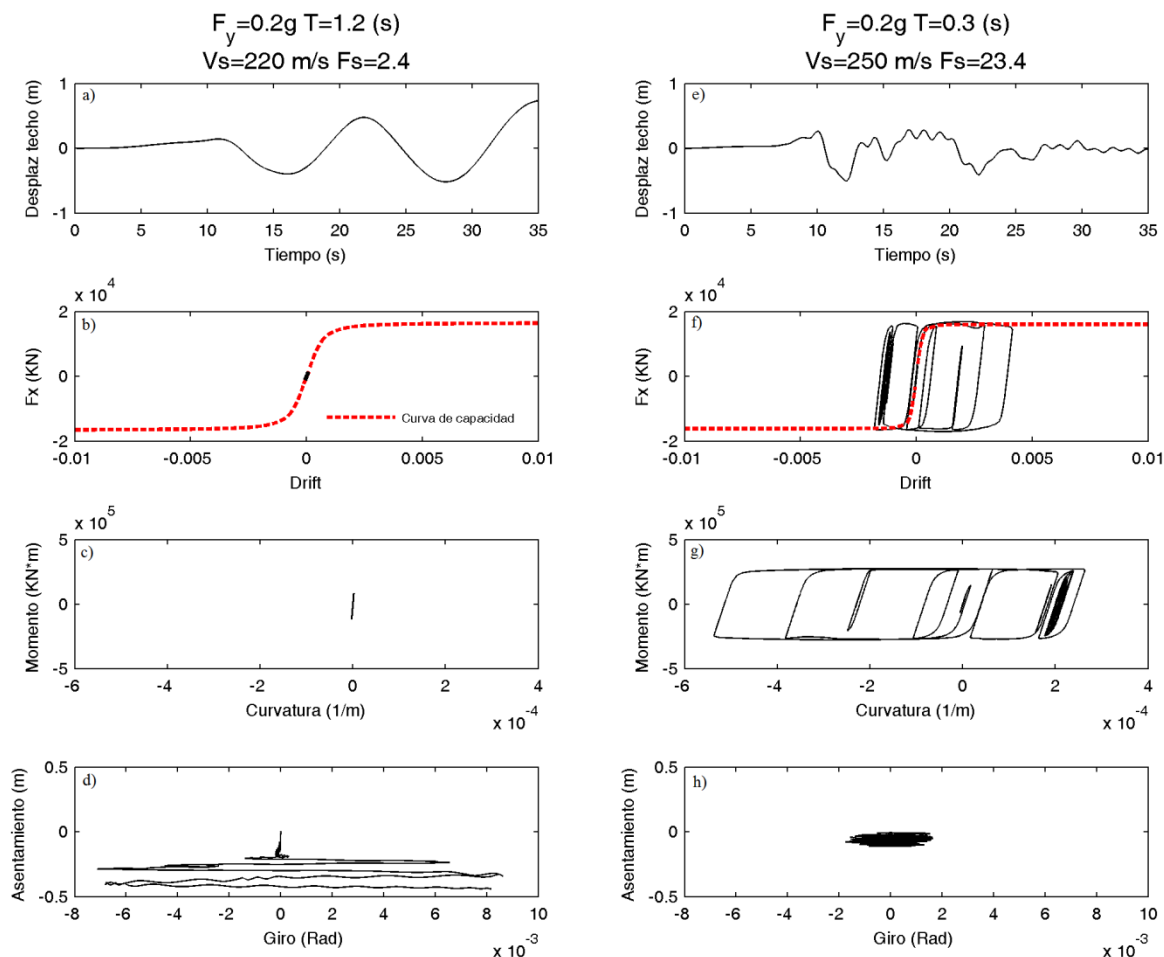 F_y=0.2g T=1.2 (s)
Vs=220 m/s Fs=2.4
a)
Desplaz techo (m)
1
0
-1
0 5 10 15 20 25 30 35
Tiempo (s)
x 10^4
b)
Fx (KN)
2
0
-2
Curva de capacidad
-0.01 -0.005 0 0.005 0.01
Drift
x 10^5
c)
Momento (KN*m)
5
0
-5
-6 -4 -2 0 2 4
Curvatura (1/m)
x 10^-4
d)
Asentamiento (m)
0.5
0
-0.5
-8 -6 -4 -2 0 2 4 6 8 10
Giro (Rad)
x 10^-3
F_y=0.2g T=0.3 (s)
Vs=250 m/s Fs=23.4
e)
Desplaz techo (m)
1
0
-1
0 5 10 15 20 25 30 35
Tiempo (s)
x 10^4
f)
Fx (KN)
2
0
-2
-0.01 -0.005 0 0.005 0.01
Drift
x 10^5
g)
Momento (KN*m)
5
0
-5
-6 -4 -2 0 2 4
Curvatura (1/m)
x 10^-4
h)
Asentamiento (m)
0.5
0
-0.5
-8 -6 -4 -2 0 2 4 6 8 10
Giro (Rad)
x 10^-3